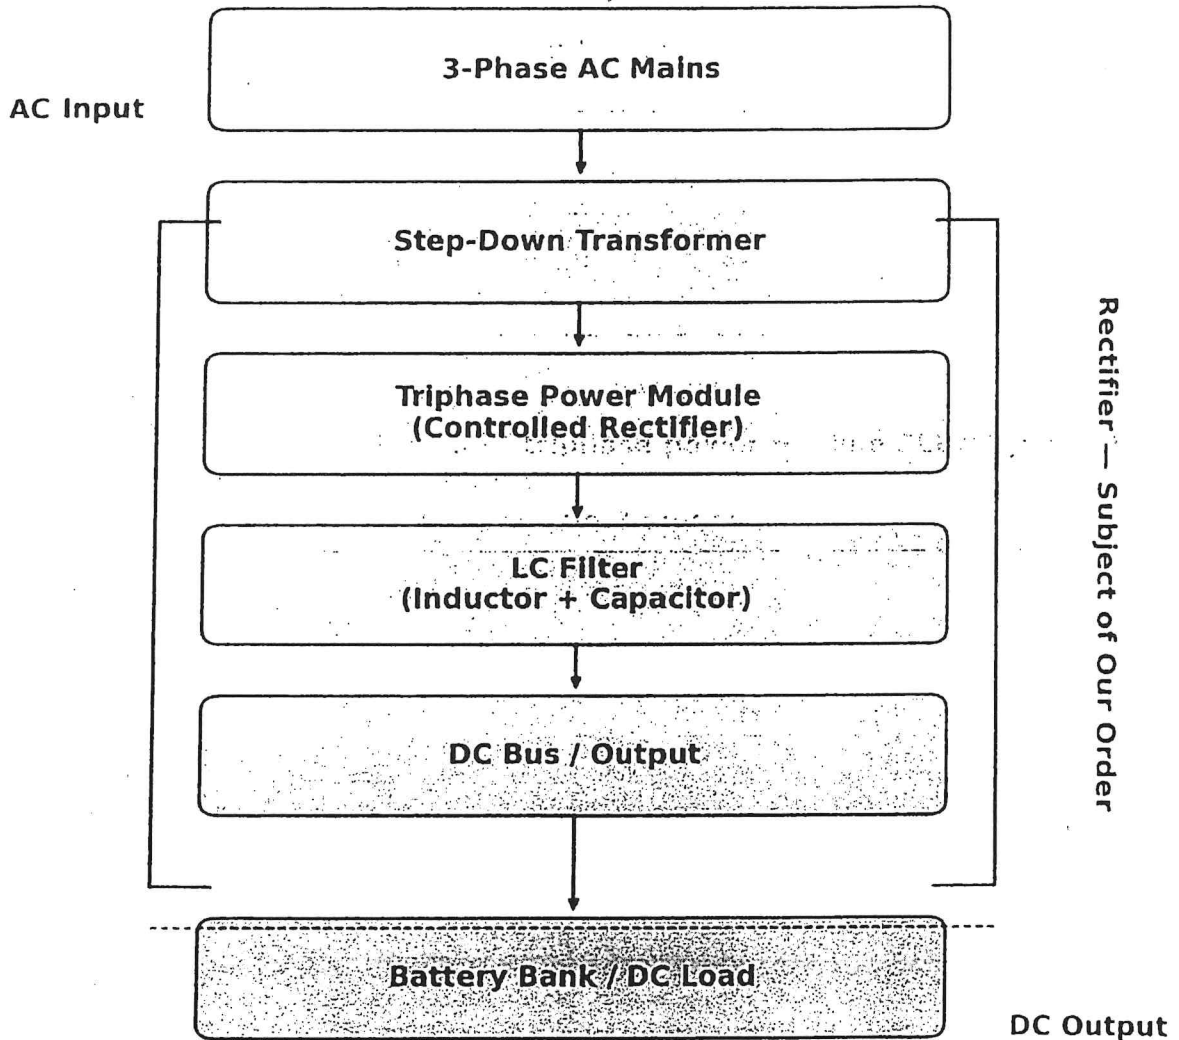 3-Phase AC Mains
AC Input
Step-Down Transformer
Triphase Power Module
(Controlled Rectifier)
LC Filter
(Inductor + Capacitor)
DC Bus / Output
Rectifier — Subject of Our Order
Battery Bank / DC Load
DC Output